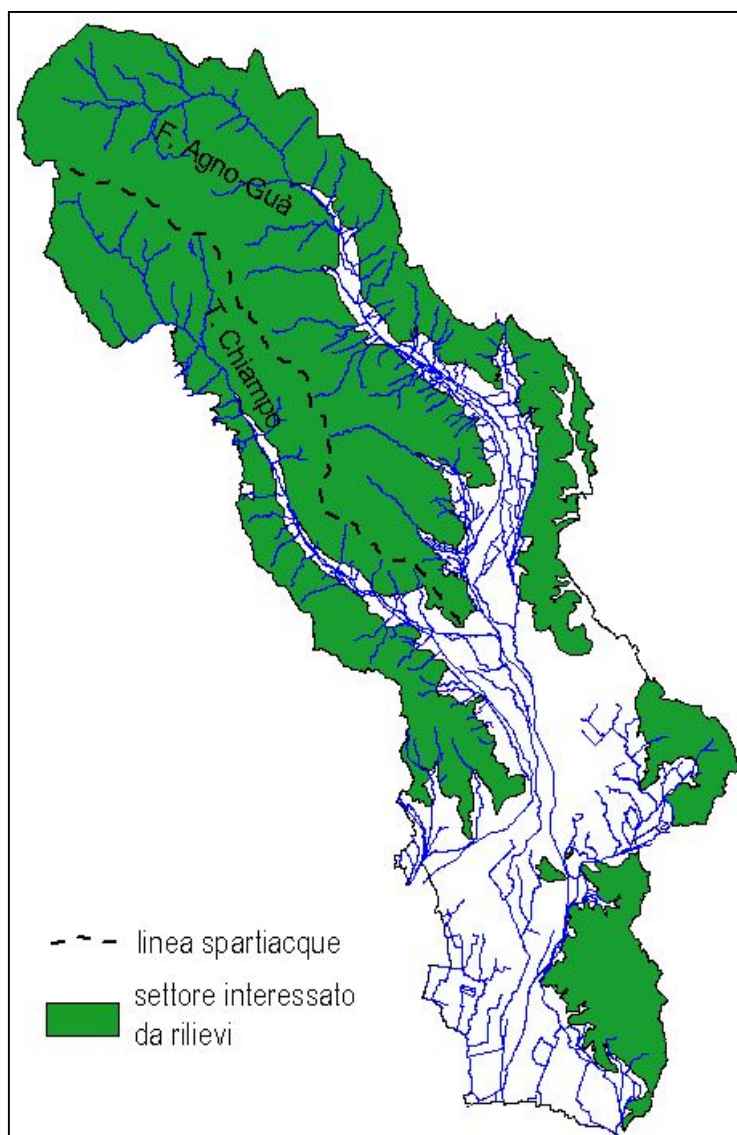 F. Agno-Guà
T. Chiampo
linea spartiacque
settore interessato
da rilievi